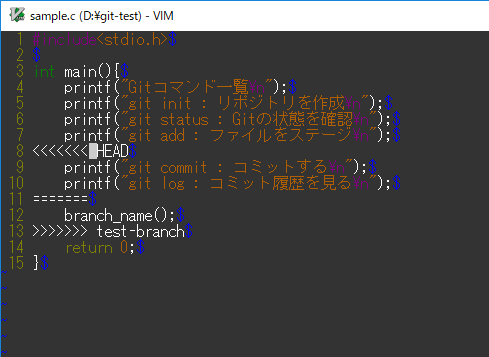 sample.c (D:¥git-test) - VIM
1 #include<stdio.h>$
2 $
3 int main(){$
4 printf("Gitコマンド一覧¥n");$
5 printf("git init : リポジトリを作成¥n");$
6 printf("git status : Gitの状態を確認¥n");$
7 printf("git add : ファイルをステージ¥n");$
8 <<<<<<< HEAD$
9 printf("git commit : コミットする¥n");$
10 printf("git log : コミット履歴を見る¥n");$
11 =======$
12 branch_name();$
13 >>>>>>> test-branch$
14 return 0;$
15 }$
~
~
~
~
~
~